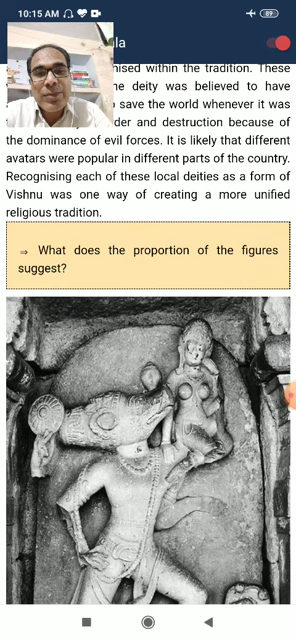 10:15 AM
89
la
nised within the tradition. These
ne deity was believed to have
save the world whenever it was
der and destruction because of
the dominance of evil forces. It is likely that different
avatars were popular in different parts of the country.
Recognising each of these local deities as a form of
Vishnu was one way of creating a more unified
religious tradition.
⇒ What does the proportion of the figures
suggest?